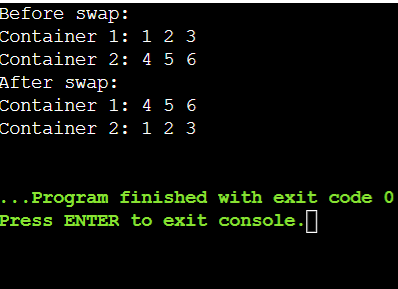 Before swap:
Container 1: 1 2 3
Container 2: 4 5 6
After swap:
Container 1: 4 5 6
Container 2: 1 2 3
...Program finished with exit code 0
Press ENTER to exit console.